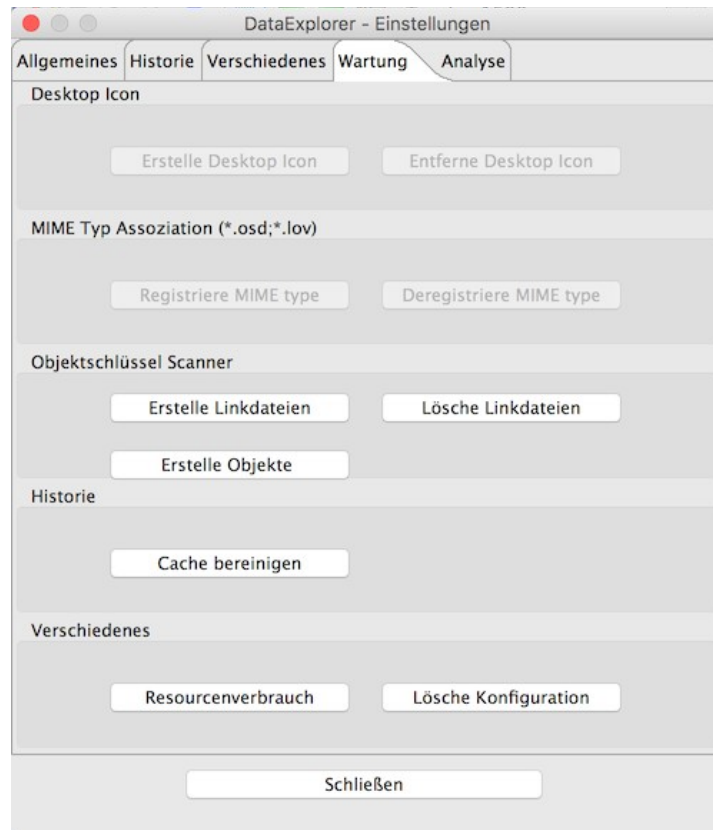 DataExplorer – Einstellungen
Allgemeines Historie Verschiedenes Wartung Analyse
Desktop Icon
Erstelle Desktop Icon Entferne Desktop Icon
MIME Typ Assoziation (*.osd;*.lov)
Registriere MIME type Deregistriere MIME type
Objektschlüssel Scanner
Erstelle Linkdateien Lösche Linkdateien
Erstelle Objekte
Historie
Cache bereinigen
Verschiedenes
Resourcenverbrauch Lösche Konfiguration
Schließen